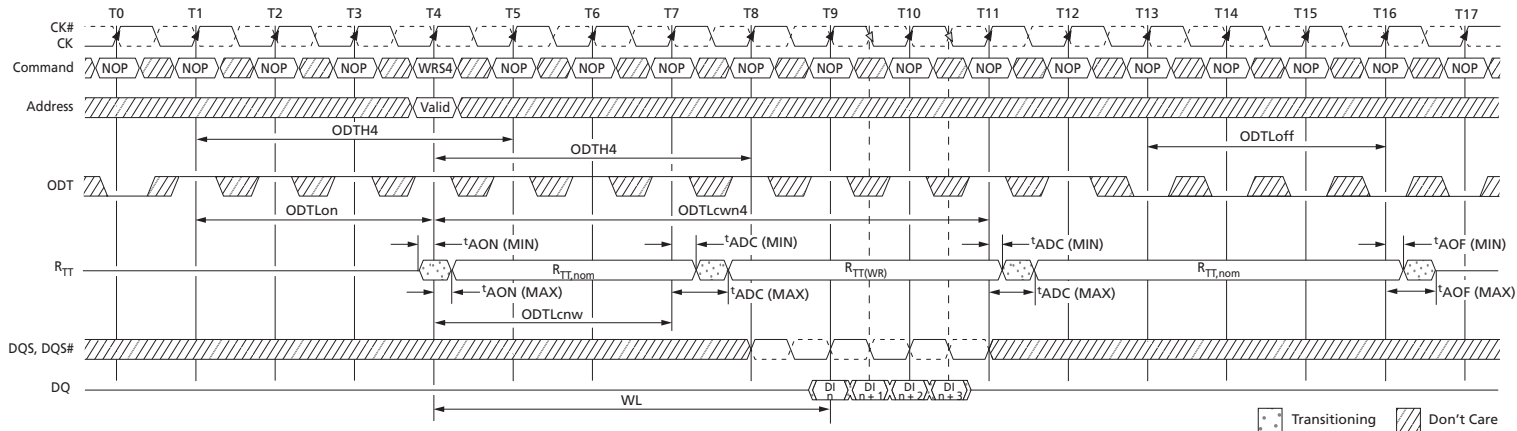 T0 T1 T2 T3 T4 T5 T6 T7 T8 T9 T10 T11 T12 T13 T14 T15 T16 T17
CK#
CK
Command NOP NOP NOP NOP WRS4 NOP NOP NOP NOP NOP NOP NOP NOP NOP NOP NOP NOP NOP
Address Valid
ODTH4 ODTLoff
ODTH4
ODT
ODTLon ODTLcwn4
tAON (MIN) tADC (MIN) tADC (MIN) tAOF (MIN)
RTT RTT,nom RTT(WR) RTT,nom
tAON (MAX) tADC (MAX) tADC (MAX) tAOF (MAX)
ODTLcnw
DQS, DQS#
DQ DI n DI n + 1 DI n + 2 DI n + 3
WL
Transitioning Don't Care